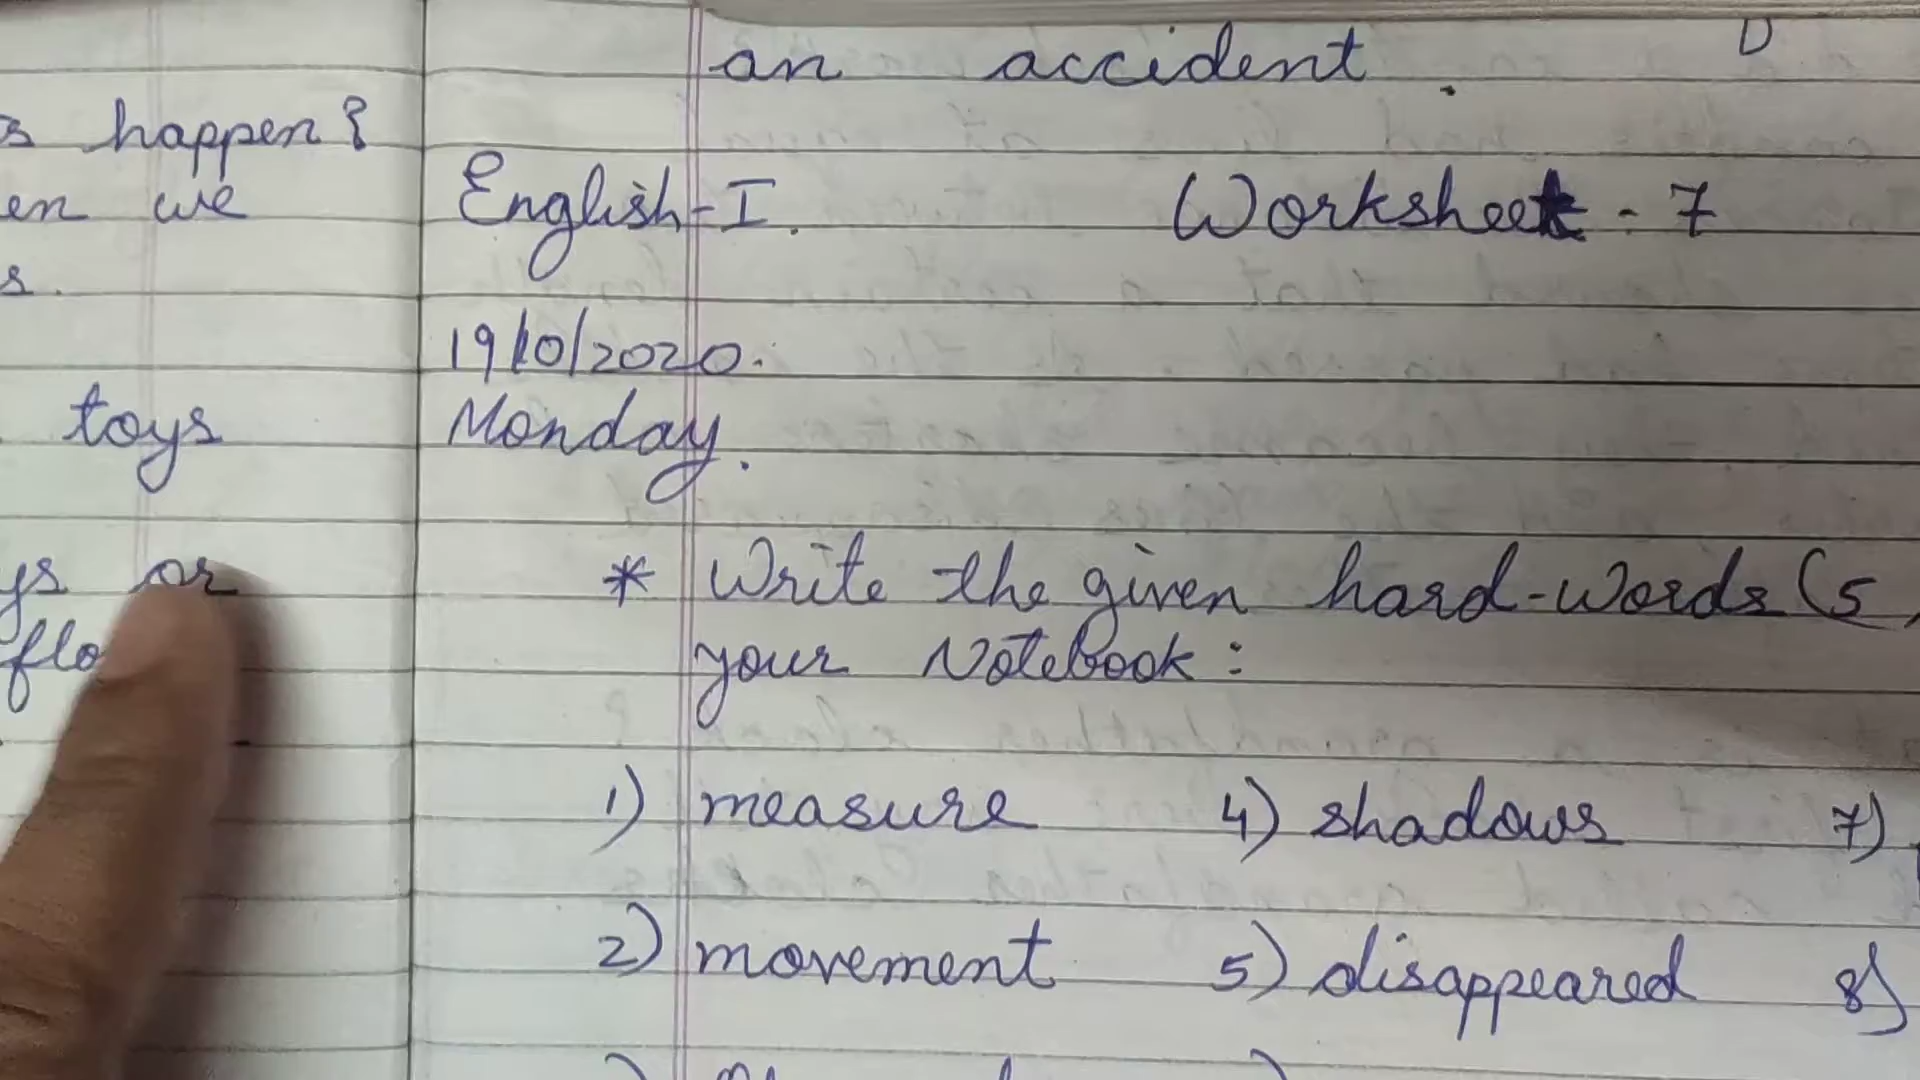 happen?
en we
s.
toys
ys or
flo
an accident.
English-I. Worksheet - 7
19/10/2020.
Monday.
* Write the given hard-words (5
your NoteBook :
1) measure 4) shadows 7)
2) movement 5) disappeared 8)